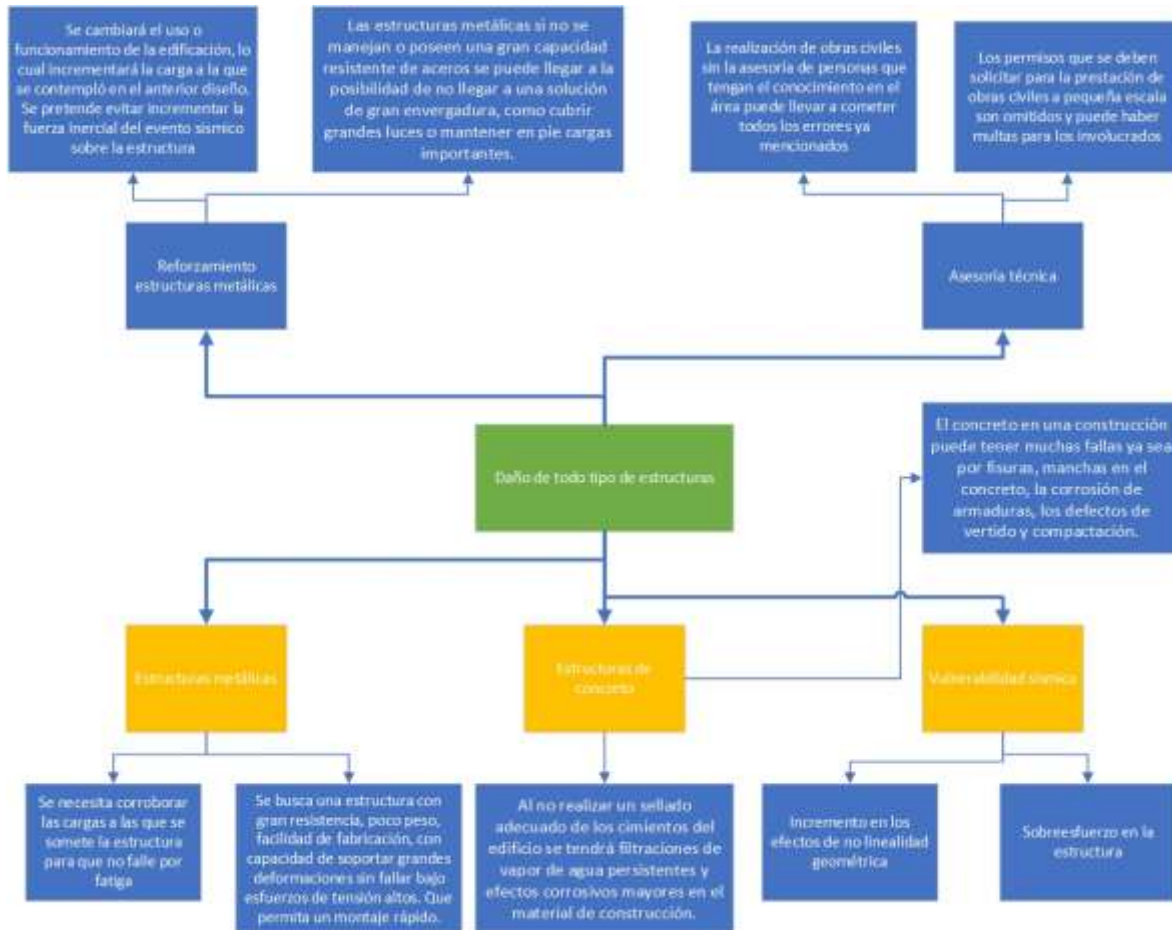 Se cambiará el uso o
funcionamiento de la edificación, lo
cual incrementará la carga a la que
se contempló en el anterior diseño.
Se pretende evitar incrementar la
fuerza inercial del evento sísmico
sobre la estructura
Las estructuras metálicas si no se
manejan o poseen una gran capacidad
resistente de aceros se puede llegar a la
posibilidad de no llegar a una solución
de gran envergadura, como cubrir
grandes luces o mantener en pie cargas
importantes.
La realización de obras civiles
sin la asesoría de personas que
tengan el conocimiento en el
área puede llevar a cometer
todos los errores ya
mencionados
Los permisos que se deben
solicitar para la prestación de
obras civiles a pequeña escala
son omitidos y puede haber
multas para los involucrados
Reforzamiento
estructuras metálicas
Asesoría técnica
Daño de todo tipo de estructuras
El concreto en una construcción
puede tener muchas fallas ya sea
por fisuras, manchas en el
concreto, la corrosión de
armaduras, los defectos de
vertido y compactación.
Estructuras metálicas
Estructuras de
concreto
Vulnerabilidad sísmica
Se necesita corroborar
las cargas a las que se
somete la estructura
para que no falle por
fatiga
Se busca una estructura con
gran resistencia, poco peso,
facilidad de fabricación, con
capacidad de soportar grandes
deformaciones sin fallar bajo
esfuerzos de tensión altos. Que
permita un montaje rápido.
Al no realizar un sellado
adecuado de los cimientos del
edificio se tendrá filtraciones de
vapor de agua persistentes y
efectos corrosivos mayores en el
material de construcción.
Incremento en los
efectos de no linealidad
geométrica
Sobreesfuerzo en la
estructura